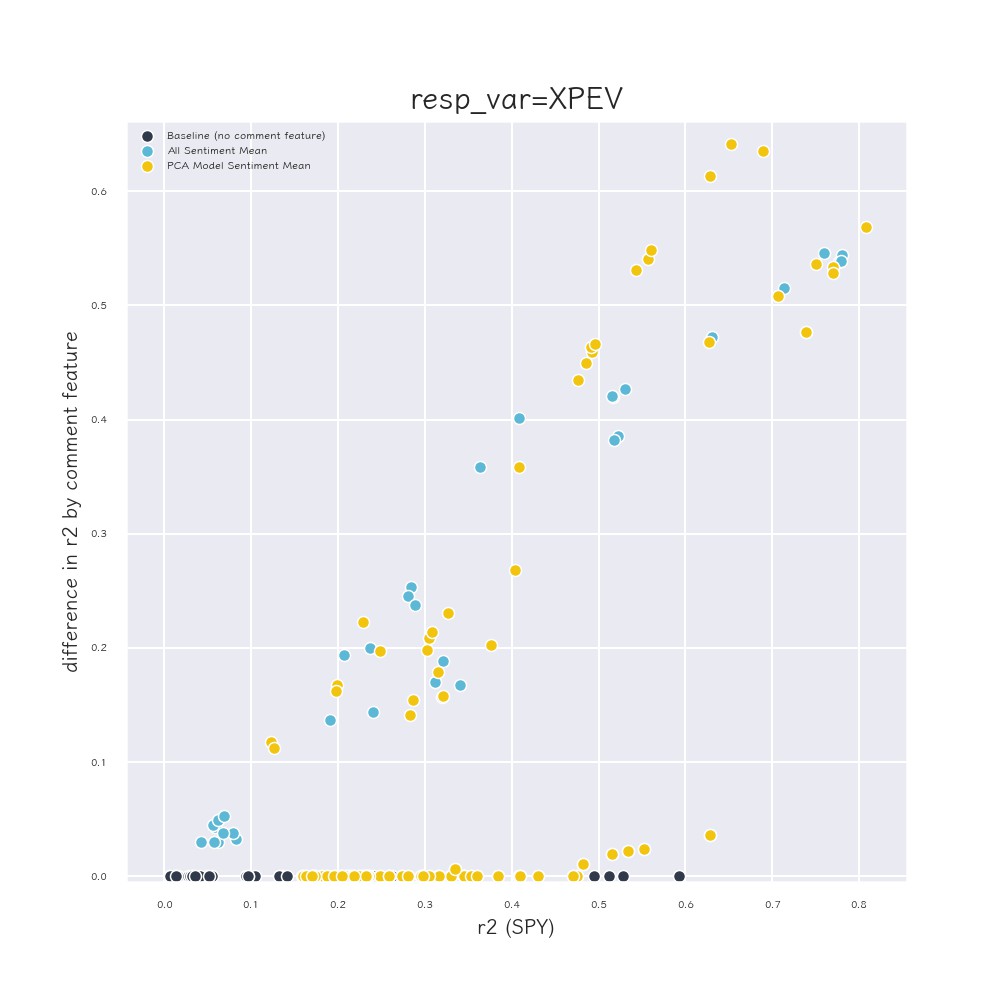 resp_var=XPEV
Baseline (no comment feature)
All Sentiment Mean
PCA Model Sentiment Mean
difference in r2 by comment feature
0.6
0.5
0.4
0.3
0.2
0.1
0.0
0.0 0.1 0.2 0.3 0.4 0.5 0.6 0.7 0.8
r2 (SPY)